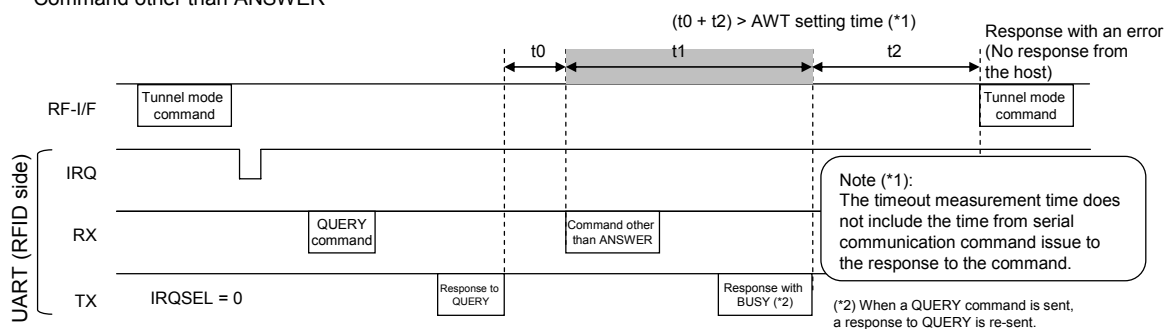 Command other than ANSWER
(t0 + t2) > AWT setting time (*1)
Response with an error
(No response from
the host)
t0
t1
t2
RF-I/F
Tunnel mode
command
Tunnel mode
command
UART (RFID side)
IRQ
Note (*1):
The timeout measurement time does
not include the time from serial
communication command issue to
the response to the command.
RX
QUERY
command
Command other
than ANSWER
TX
IRQSEL = 0
Response to
QUERY
Response with
BUSY (*2)
(*2) When a QUERY command is sent,
a response to QUERY is re-sent.